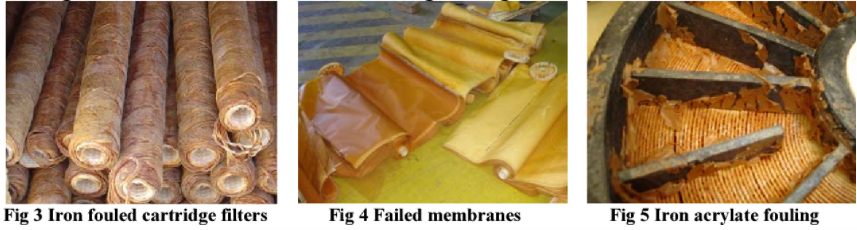 Fig 3 Iron fouled cartridge filters
Fig 4 Failed membranes
Fig 5 Iron acrylate fouling